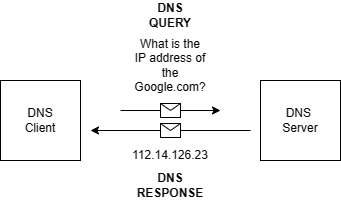 DNS
QUERY
What is the
IP address of
the
Google.com?
DNS
Client
DNS
Server
112.14.126.23
DNS
RESPONSE